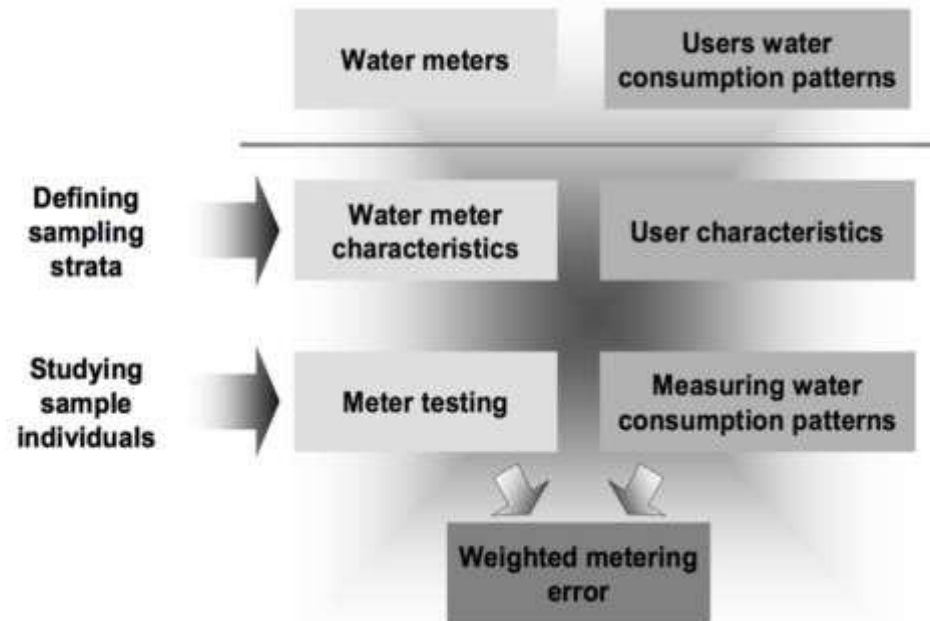 Water meters
Users water
consumption patterns
Defining
sampling
strata
Water meter
characteristics
User characteristics
Studying
sample
individuals
Meter testing
Measuring water
consumption patterns
Weighted metering
error